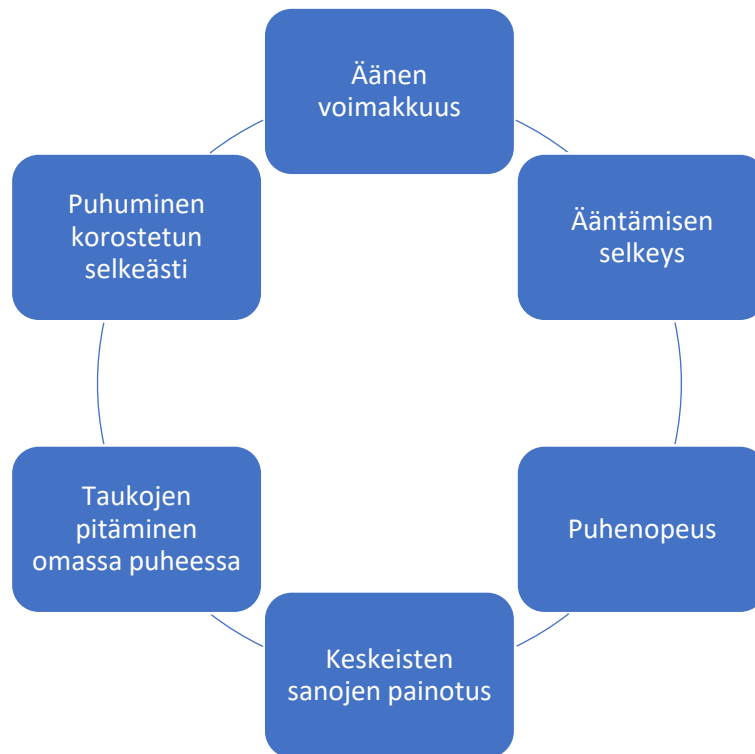 Äänen
voimakkuus
Ääntämisen
selkeys
Puhenopeus
Keskeisten
sanojen painotus
Taukojen
pitäminen
omassa puheessa
Puhuminen
korostetun
selkeästi